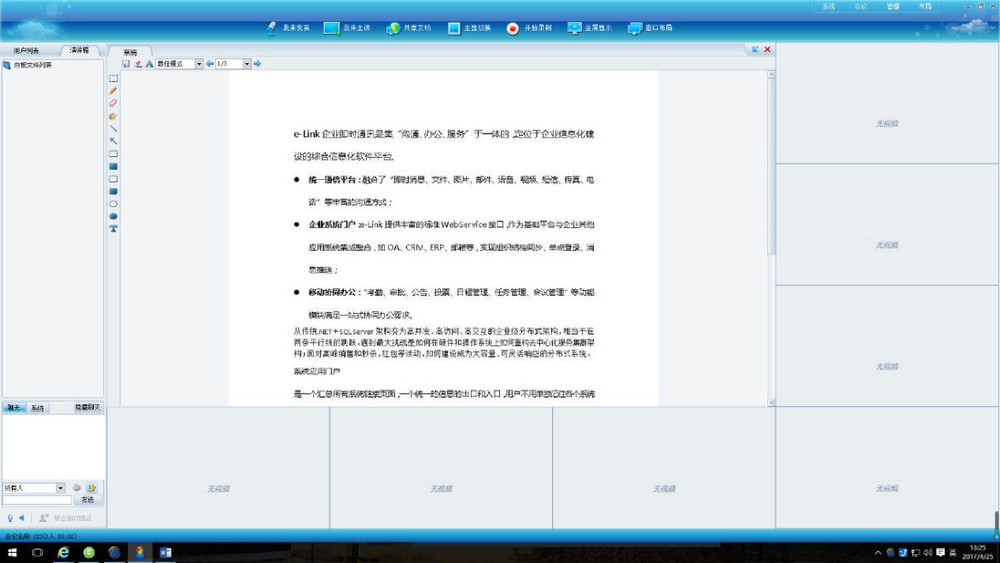 系统 会议 管理 布局
我来发言 我来主讲 共享文档 主显切换 开始录制 全屏显示 窗口布局
用户列表 演讲稿 草稿
白板文件列表
最佳模式 1/3
e-Link 企业即时通讯是集“沟通、办公、服务”于一体的,定位于企业信息化建
设的综合信息化软件平台。
● 统一通信平台:融合了“即时消息、文件、图片、邮件、语音、视频、短信、传真、电
话”等丰富的沟通方式;
● 企业系统门户:e-Link 提供丰富的标准 WebService 接口,作为基础平台与企业其他
应用系统集成整合,如 OA、CRM、ERP、邮箱等,实现组织结构同步、单点登录、消
息推送;
● 移动协同办公:“考勤、审批、公告、投票、日程管理、任务管理、会议管理”等功能
模块满足一站式协同办公要求。
从传统.NET+SQLServer 架构变为高并发、高访问、高交互的企业级分布式架构,相当于在
两条平行线的跳跃。遇到最大挑战是如何在硬件和操作系统上如何重构去中心化服务集群架
构;面对高峰销售和秒杀,红包等活动,如何建设成为大容量、可灵活响应的分布式系统。
系统应用门户
是一个汇总所有系统链接页面,一个统一的信息的出口和入口,用户不用单独记住各个系统
无视频
无视频
无视频
无视频 无视频 无视频 无视频
聊天 系统 隐藏聊天
所有人
发送
会议名称:123(1人 00:02)
英
13:25
2017/4/25